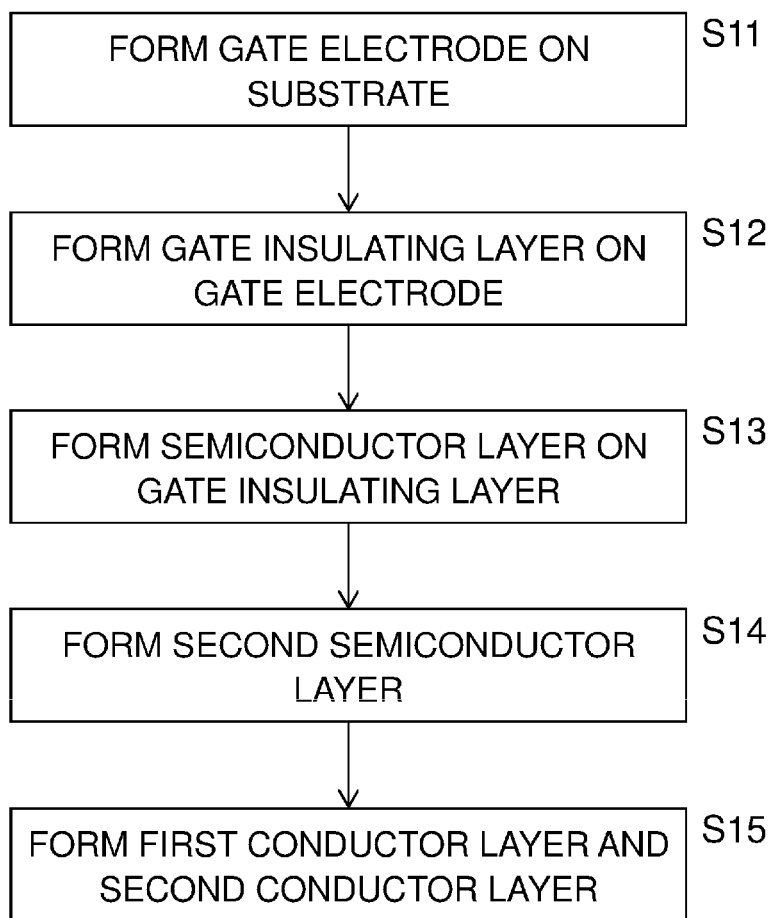 FORM GATE ELECTRODE ON
SUBSTRATE
S11
FORM GATE INSULATING LAYER ON
GATE ELECTRODE
S12
FORM SEMICONDUCTOR LAYER ON
GATE INSULATING LAYER
S13
FORM SECOND SEMICONDUCTOR
LAYER
S14
FORM FIRST CONDUCTOR LAYER AND
SECOND CONDUCTOR LAYER
S15